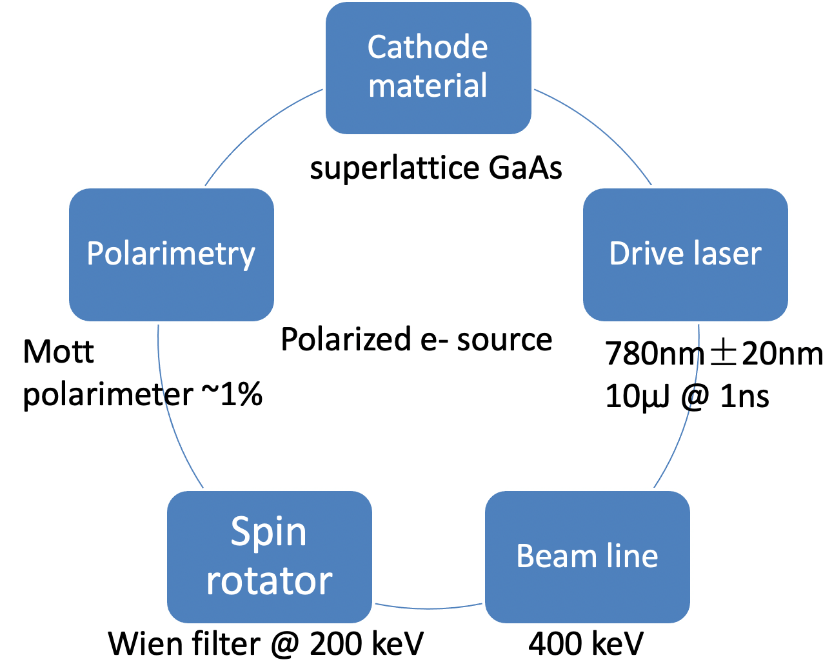 Cathode
material
superlattice GaAs
Polarimetry
Drive laser
Polarized e- source
Mott
polarimeter ~1%
780nm±20nm
10µJ @ 1ns
Spin
rotator
Beam line
Wien filter @ 200 keV
400 keV